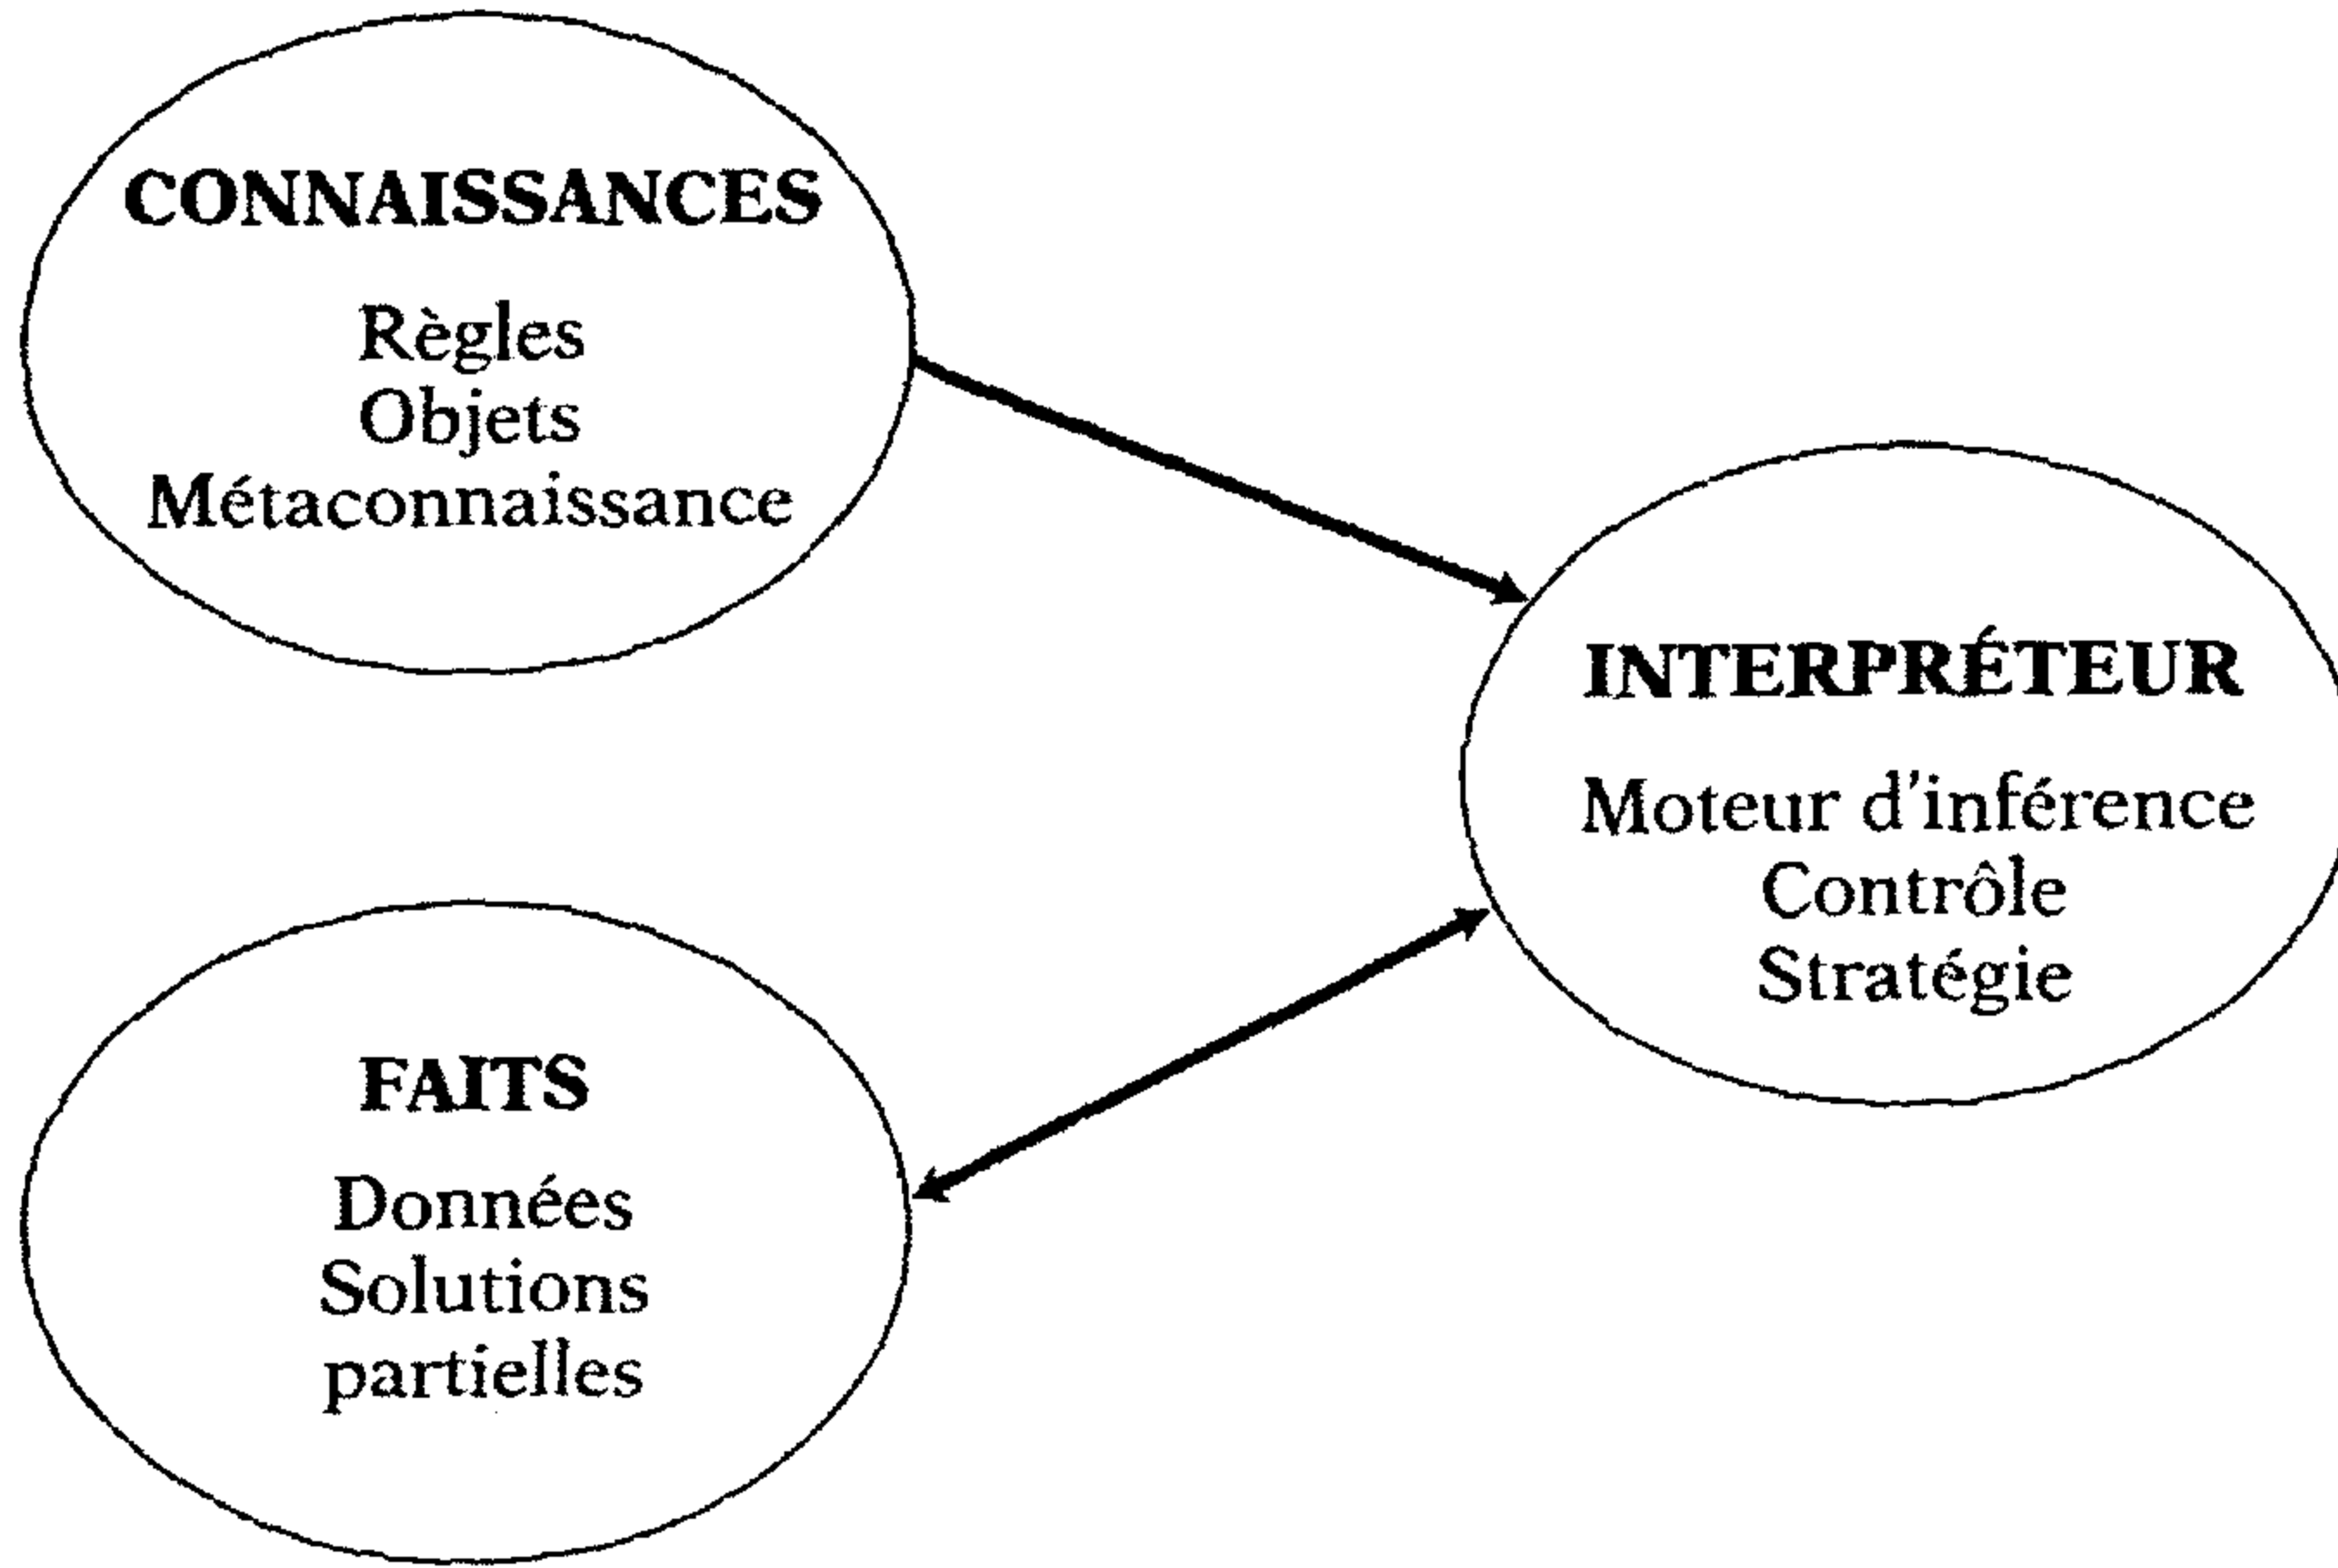 CONNAISSANCES
Règles
Objets
Métaconnaissance
INTERPRÉTEUR
Moteur d'inférence
Contrôle
Stratégie
FAITS
Données
Solutions
partielles